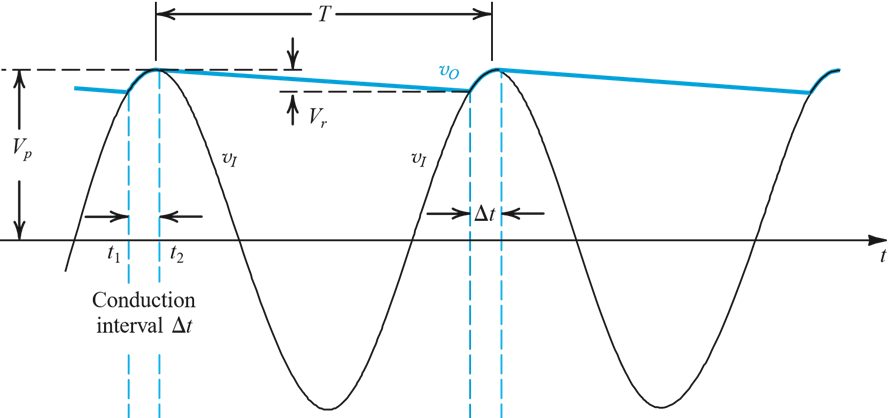 T
v_O
V_r
V_p
v_I
v_I
Δt
t_1
t_2
t
Conduction
interval Δt